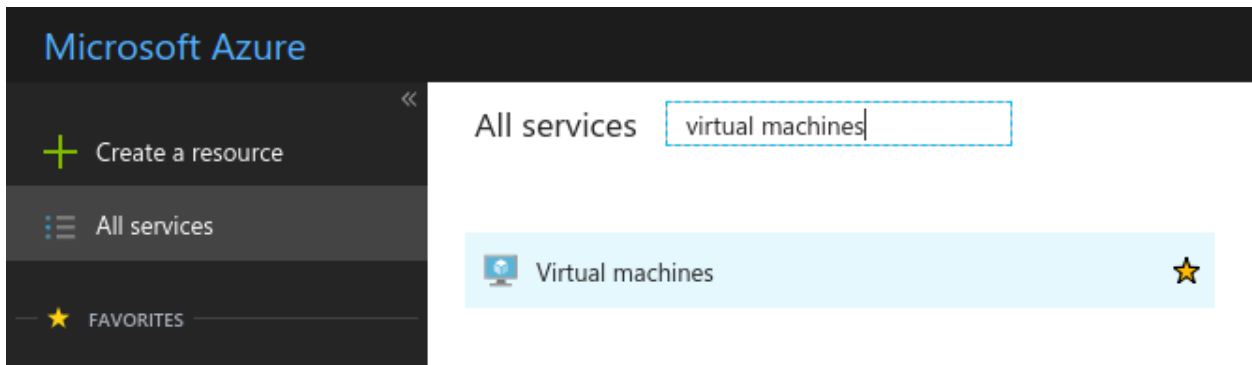 Microsoft Azure
Create a resource
All services
FAVORITES
All services
virtual machines
Virtual machines